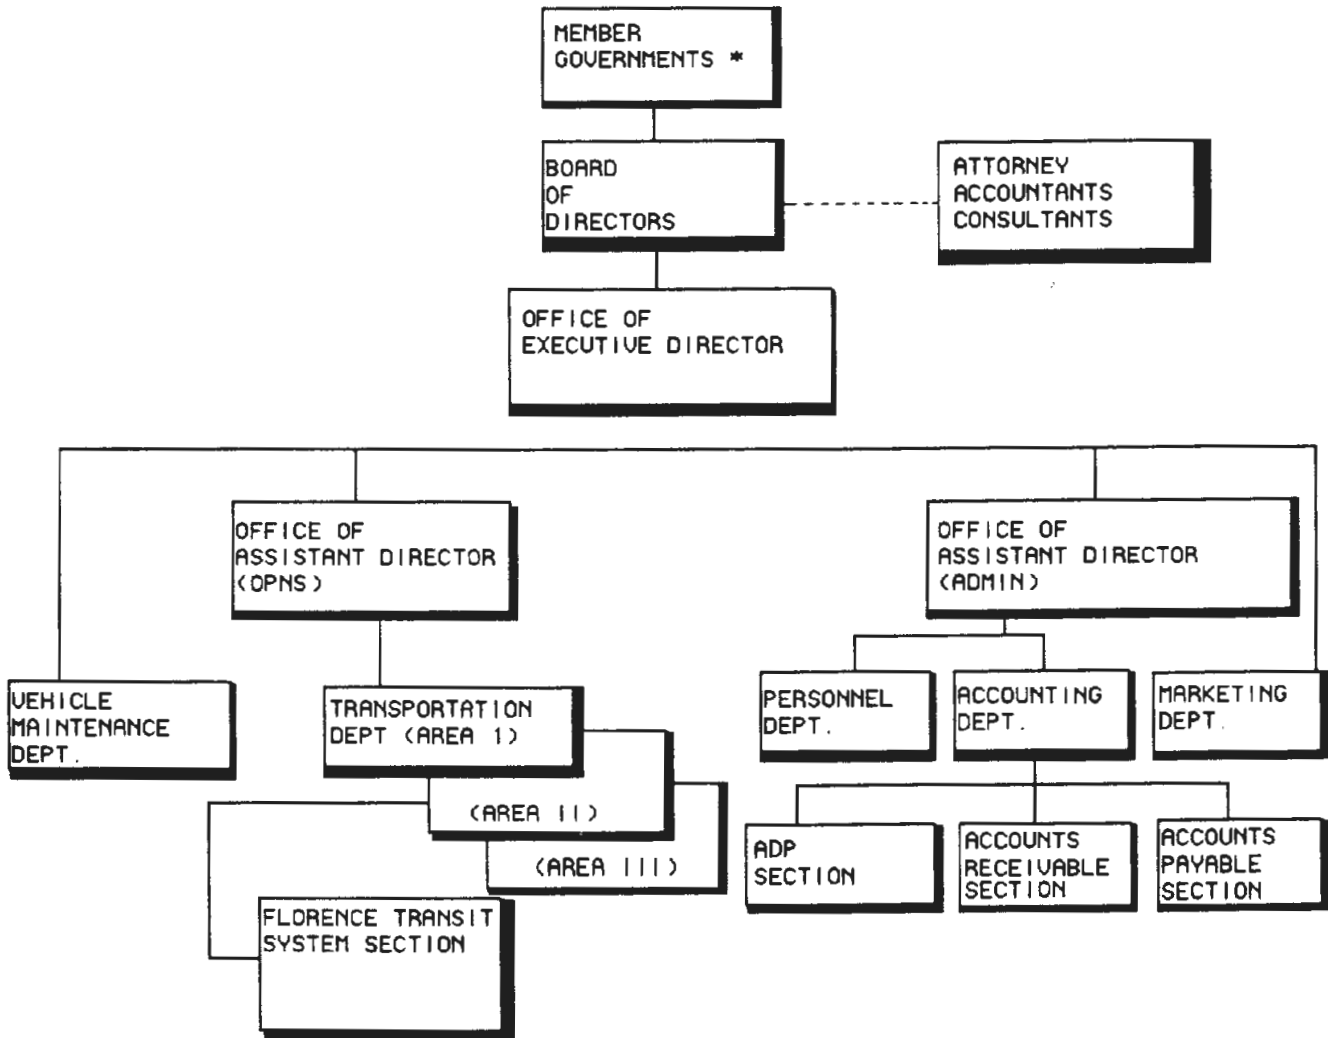 MEMBER
GOVERNMENTS *
BOARD
OF
DIRECTORS
ATTORNEY
ACCOUNTANTS
CONSULTANTS
OFFICE OF
EXECUTIVE DIRECTOR
OFFICE OF
ASSISTANT DIRECTOR
(OPNS)
OFFICE OF
ASSISTANT DIRECTOR
(ADMIN)
VEHICLE
MAINTENANCE
DEPT.
TRANSPORTATION
DEPT (AREA I)
(AREA II)
(AREA III)
PERSONNEL
DEPT.
ACCOUNTING
DEPT.
MARKETING
DEPT.
ADP
SECTION
ACCOUNTS
RECEIVABLE
SECTION
ACCOUNTS
PAYABLE
SECTION
FLORENCE TRANSIT
SYSTEM SECTION